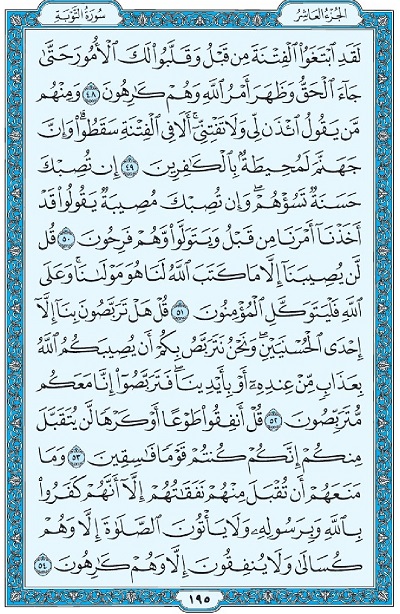 الجزء العاشر سورة التوبة
لَقَدِ ٱبۡتَغَوُاْ ٱلۡفِتۡنَةَ مِن قَبۡلُ وَقَلَّبُواْ لَكَ ٱلۡأُمُورَ حَتَّىٰ
جَآءَ ٱلۡحَقُّ وَظَهَرَ أَمۡرُ ٱللَّهِ وَهُمۡ كَٰرِهُونَ ٤٨ وَمِنۡهُم
مَّن يَقُولُ ٱئۡذَن لِّي وَلَا تَفۡتِنِّيٓۚ أَلَا فِي ٱلۡفِتۡنَةِ سَقَطُواْۗ وَإِنَّ
جَهَنَّمَ لَمُحِيطَةُۢ بِٱلۡكَٰفِرِينَ ٤٩ إِن تُصِبۡكَ
حَسَنَةٞ تَسُؤۡهُمۡۖ وَإِن تُصِبۡكَ مُصِيبَةٞ يَقُولُواْ قَدۡ
أَخَذۡنَآ أَمۡرَنَا مِن قَبۡلُ وَيَتَوَلَّواْ وَّهُمۡ فَرِحُونَ ٥٠ قُل
لَّن يُصِيبَنَآ إِلَّا مَا كَتَبَ ٱللَّهُ لَنَا هُوَ مَوۡلَىٰنَاۚ وَعَلَى
ٱللَّهِ فَلۡيَتَوَكَّلِ ٱلۡمُؤۡمِنُونَ ٥١ قُلۡ هَلۡ تَرَبَّصُونَ بِنَآ إِلَّآ
إِحۡدَى ٱلۡحُسۡنَيَيۡنِۖ وَنَحۡنُ نَتَرَبَّصُ بِكُمۡ أَن يُصِيبَكُمُ ٱللَّهُ
بِعَذَابٖ مِّنۡ عِندِهِۦٓ أَوۡ بِأَيۡدِينَاۖ فَتَرَبَّصُوٓاْ إِنَّا مَعَكُم
مُّتَرَبِّصُونَ ٥٢ قُلۡ أَنفِقُواْ طَوۡعًا أَوۡ كَرۡهٗا لَّن يُتَقَبَّلَ
مِنكُمۡ إِنَّكُمۡ كُنتُمۡ قَوۡمٗا فَٰسِقِينَ ٥٣ وَمَا
مَنَعَهُمۡ أَن تُقۡبَلَ مِنۡهُمۡ نَفَقَٰتُهُمۡ إِلَّآ أَنَّهُمۡ كَفَرُواْ
بِٱللَّهِ وَبِرَسُولِهِۦ وَلَا يَأۡتُونَ ٱلصَّلَوٰةَ إِلَّا وَهُمۡ
كُسَالَىٰ وَلَا يُنفِقُونَ إِلَّا وَهُمۡ كَٰرِهُونَ ٥٤
١٩٥